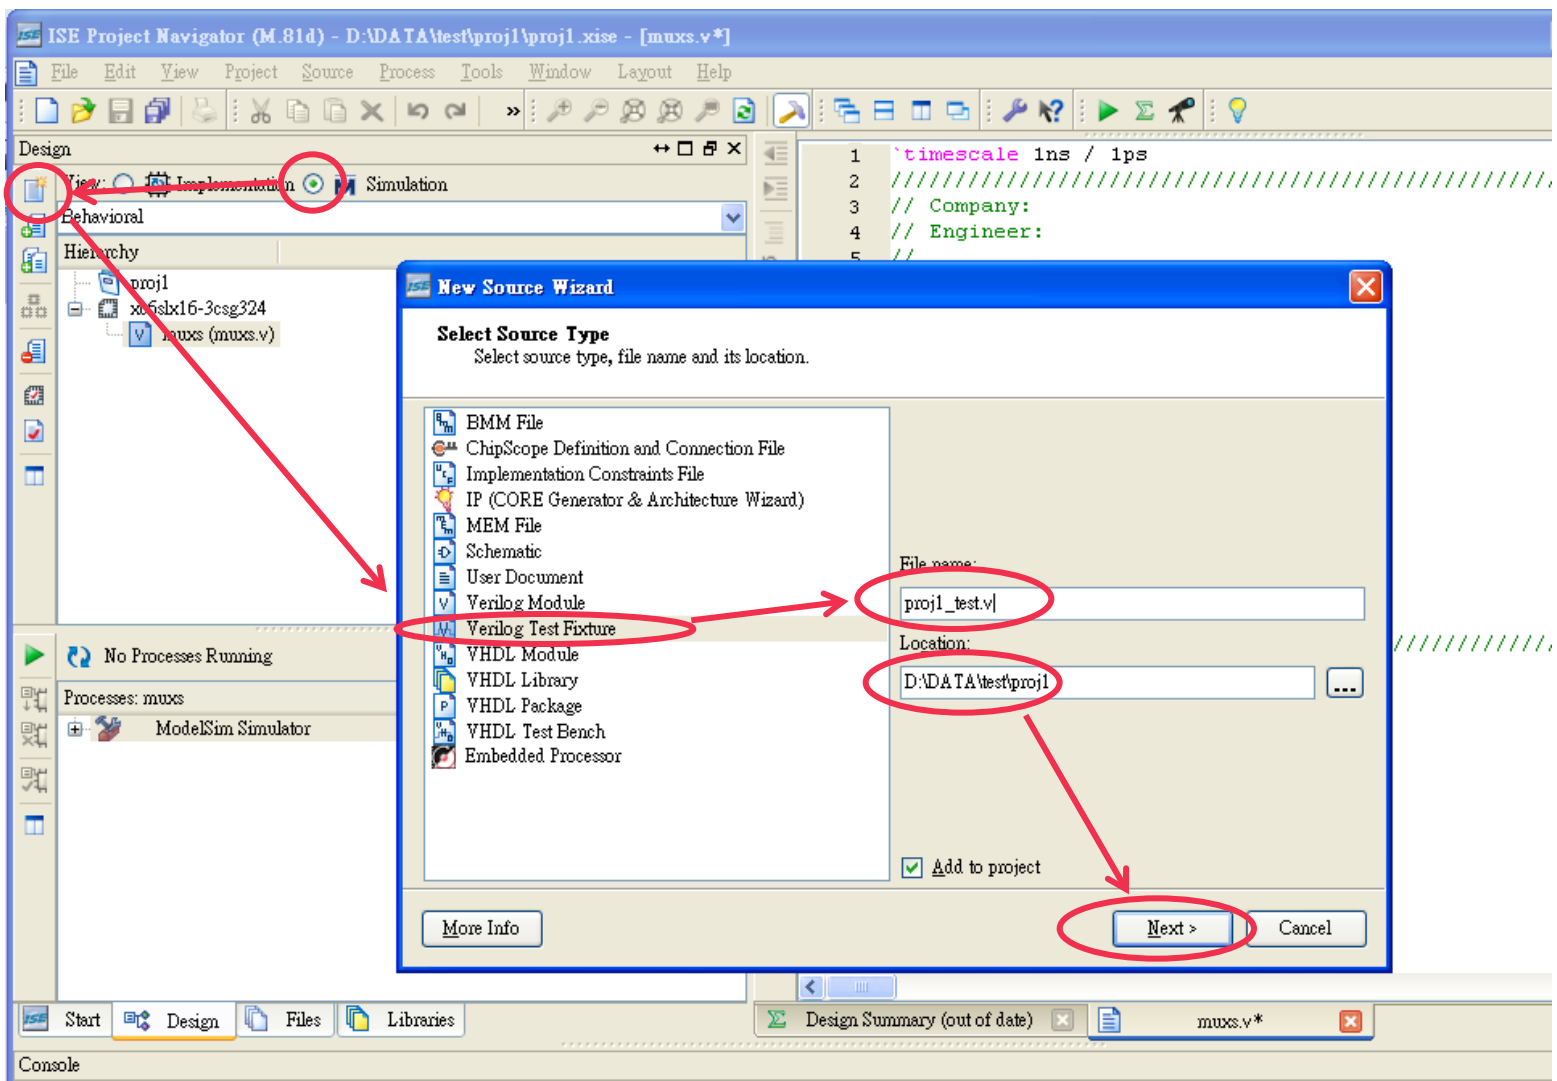 ISE Project Navigator (M.81d) - D:\DATA\test\proj1\proj1.xise - [muxs.v*]
File Edit View Project Source Process Tools Window Layout Help
Design
View: Implementation Simulation
Behavioral
Hierarchy
proj1
xc6slx16-3csg324
muxs (muxs.v)
1 `timescale 1ns / 1ps
2 ////////////////////////////////////////////////////
3 // Company:
4 // Engineer:
5 //
New Source Wizard
Select Source Type
Select source type, file name and its location.
BMM File
ChipScope Definition and Connection File
Implementation Constraints File
IP (CORE Generator & Architecture Wizard)
MEM File
Schematic
User Document
Verilog Module
Verilog Test Fixture
VHDL Module
VHDL Library
VHDL Package
VHDL Test Bench
Embedded Processor
File name:
proj1_test.v
Location:
D:\DATA\test\proj1
...
Add to project
More Info
Next >
Cancel
////////////
No Processes Running
Processes: muxs
ModelSim Simulator
Start Design Files Libraries
Design Summary (out of date)
muxs.v*
Console